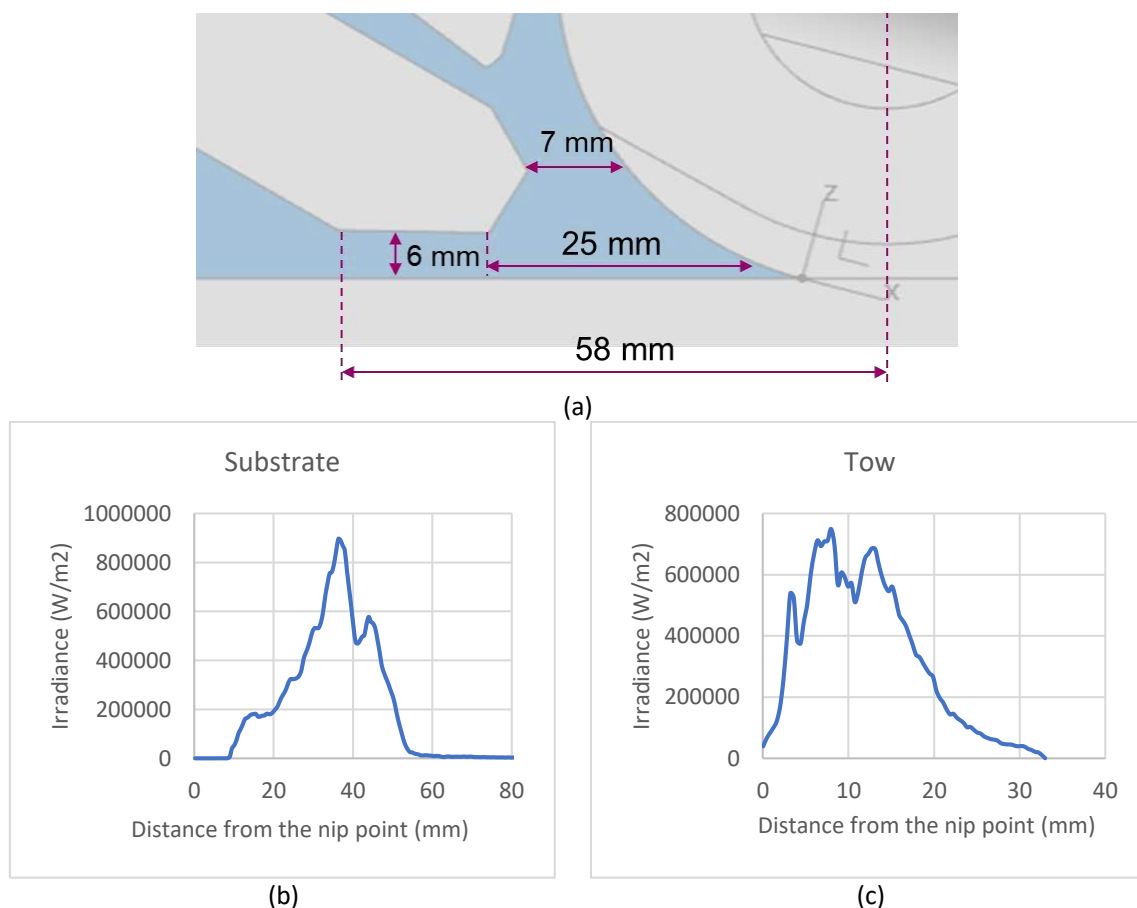 7 mm
z
6 mm
25 mm
x
58 mm
(a)
Substrate
Irradiance (W/m2)
1000000
800000
600000
400000
200000
0
0 20 40 60 80
Distance from the nip point (mm)
(b)
Tow
Irradiance (W/m2)
800000
600000
400000
200000
0
0 10 20 30 40
Distance from the nip point (mm)
(c)